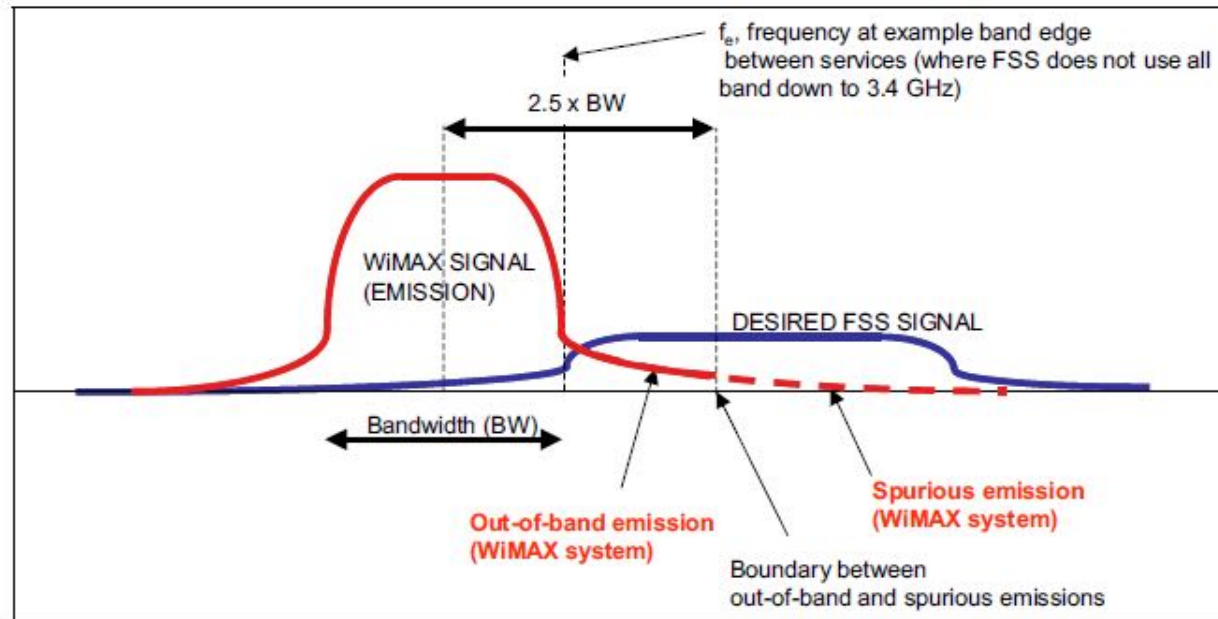 fe, frequency at example band edge
between services (where FSS does not use all
band down to 3.4 GHz)
2.5 x BW
WiMAX SIGNAL
(EMISSION)
DESIRED FSS SIGNAL
Bandwidth (BW)
Out-of-band emission
(WiMAX system)
Spurious emission
(WiMAX system)
Boundary between
out-of-band and spurious emissions